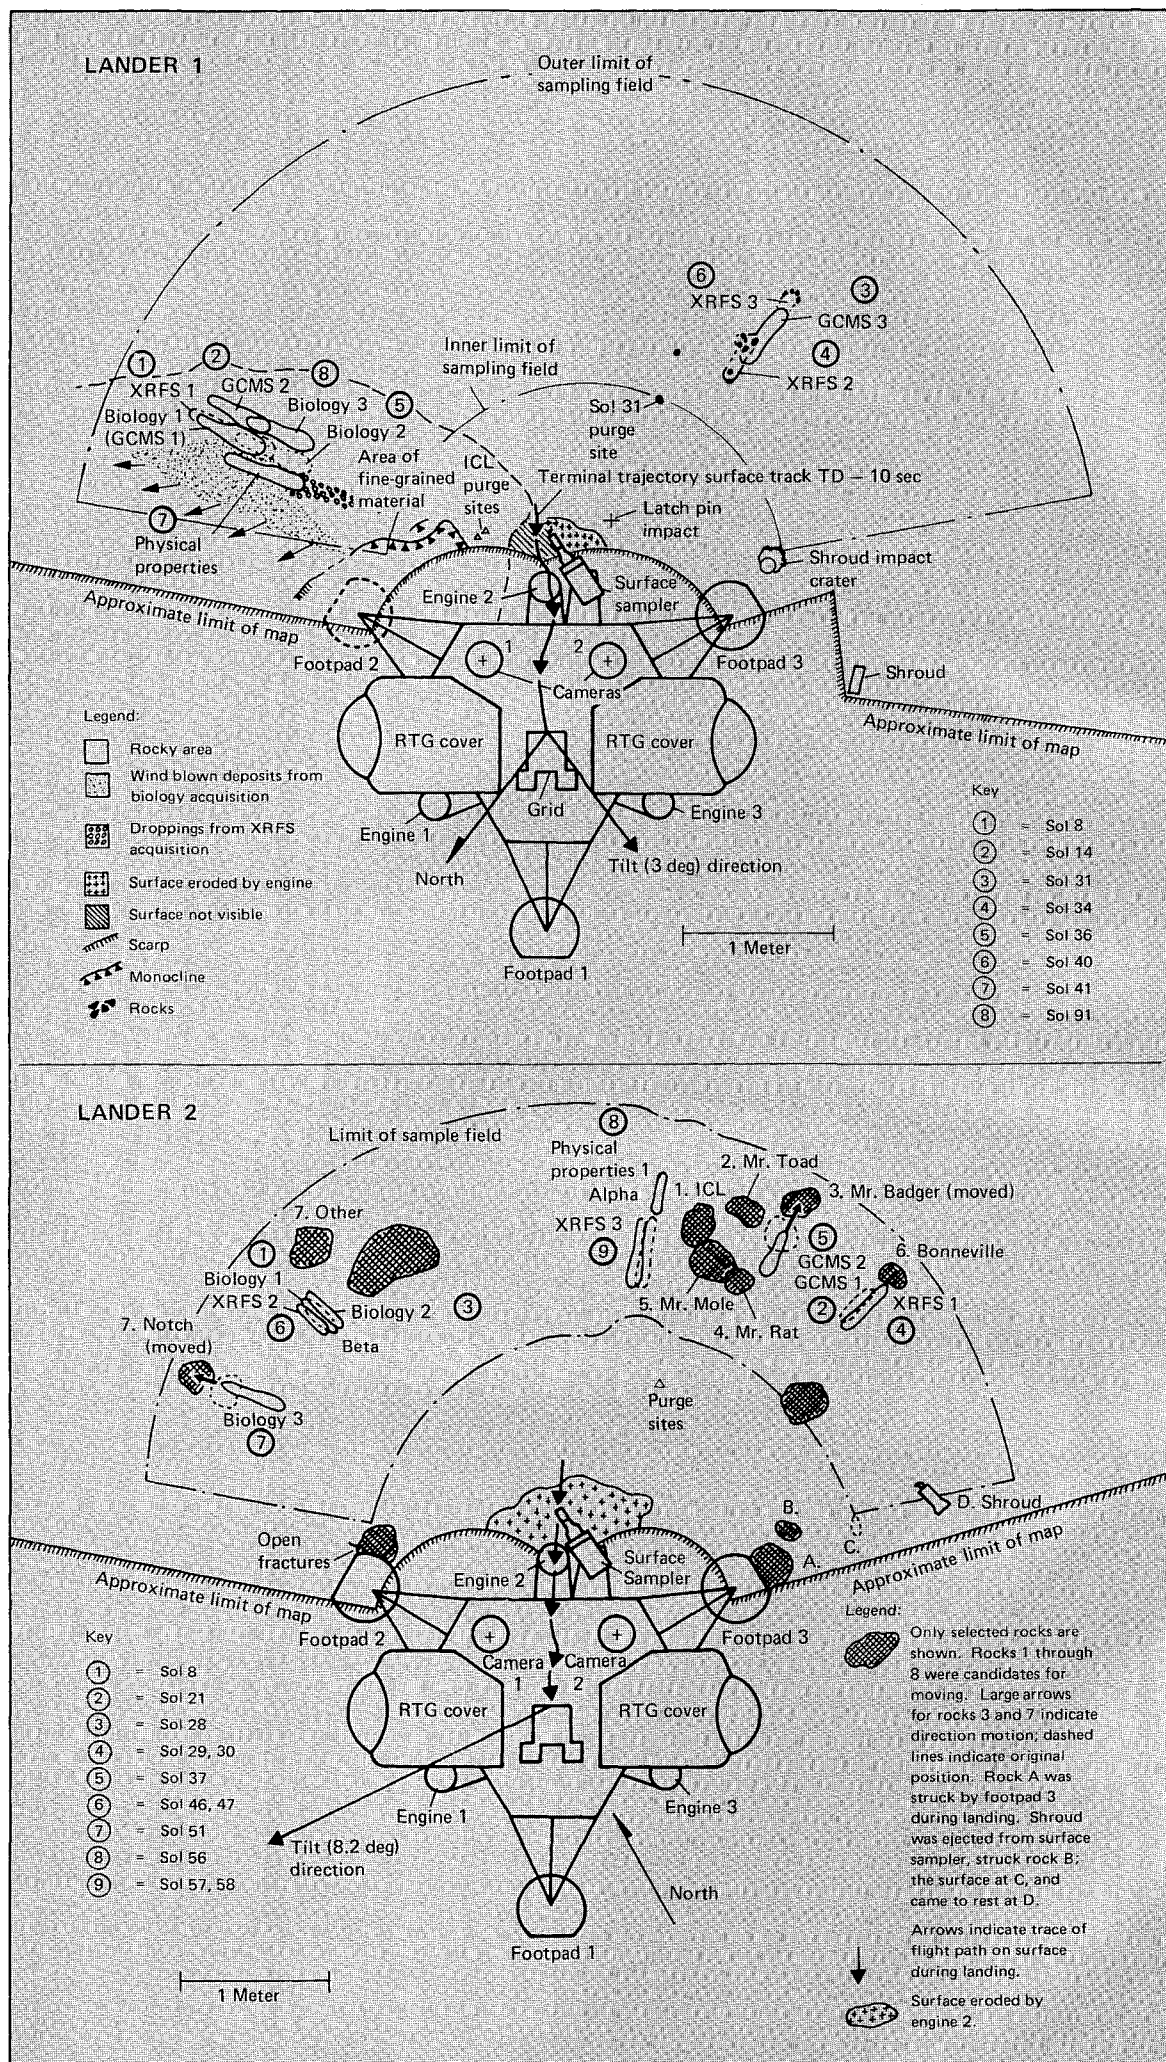 LANDER 1
Outer limit of
sampling field
6
XRFS 3
3
GCMS 3
4
XRFS 2
Inner limit of
sampling field
1
XRFS 1
2
GCMS 2
8
Biology 3
5
Biology 1
(GCMS 1)
Biology 2
Sol 31
purge
site
Area of
fine-grained
material
ICL
purge
sites
Terminal trajectory surface track TD – 10 sec
Latch pin
impact
7
Physical
properties
Shroud impact
crater
Engine 2
Surface
sampler
Approximate limit of map
Footpad 2
1
2
Footpad 3
Cameras
Shroud
Approximate limit of map
RTG cover
RTG cover
Grid
Engine 1
Engine 3
North
Tilt (3 deg) direction
Footpad 1
1 Meter
Legend:
Rocky area
Wind blown deposits from
biology acquisition
Droppings from XRFS
acquisition
Surface eroded by engine
Surface not visible
Scarp
Monocline
Rocks
Key
1 = Sol 8
2 = Sol 14
3 = Sol 31
4 = Sol 34
5 = Sol 36
6 = Sol 40
7 = Sol 41
8 = Sol 91
LANDER 2
Limit of sample field
8
Physical
properties 1
Alpha
2. Mr. Toad
1. ICL
3. Mr. Badger (moved)
7. Other
XRFS 3
9
5
GCMS 2
GCMS 1
6. Bonneville
1
Biology 1
XRFS 2
6
Biology 2
3
Beta
5. Mr. Mole
4. Mr. Rat
2
XRFS 1
4
7. Notch
(moved)
Biology 3
7
Purge
sites
Open
fractures
B.
A.
C.
D. Shroud
Approximate limit of map
Approximate limit of map
Engine 2
Surface
Sampler
Footpad 2
Footpad 3
Camera
1
Camera
2
RTG cover
RTG cover
Engine 1
Engine 3
Tilt (8.2 deg)
direction
North
Footpad 1
1 Meter
Key
1 = Sol 8
2 = Sol 21
3 = Sol 28
4 = Sol 29, 30
5 = Sol 37
6 = Sol 46, 47
7 = Sol 51
8 = Sol 56
9 = Sol 57, 58
Legend:
Only selected rocks are
shown. Rocks 1 through
8 were candidates for
moving. Large arrows
for rocks 3 and 7 indicate
direction motion; dashed
lines indicate original
position. Rock A was
struck by footpad 3
during landing. Shroud
was ejected from surface
sampler, struck rock B;
the surface at C, and
came to rest at D.
Arrows indicate trace of
flight path on surface
during landing.
Surface eroded by
engine 2.